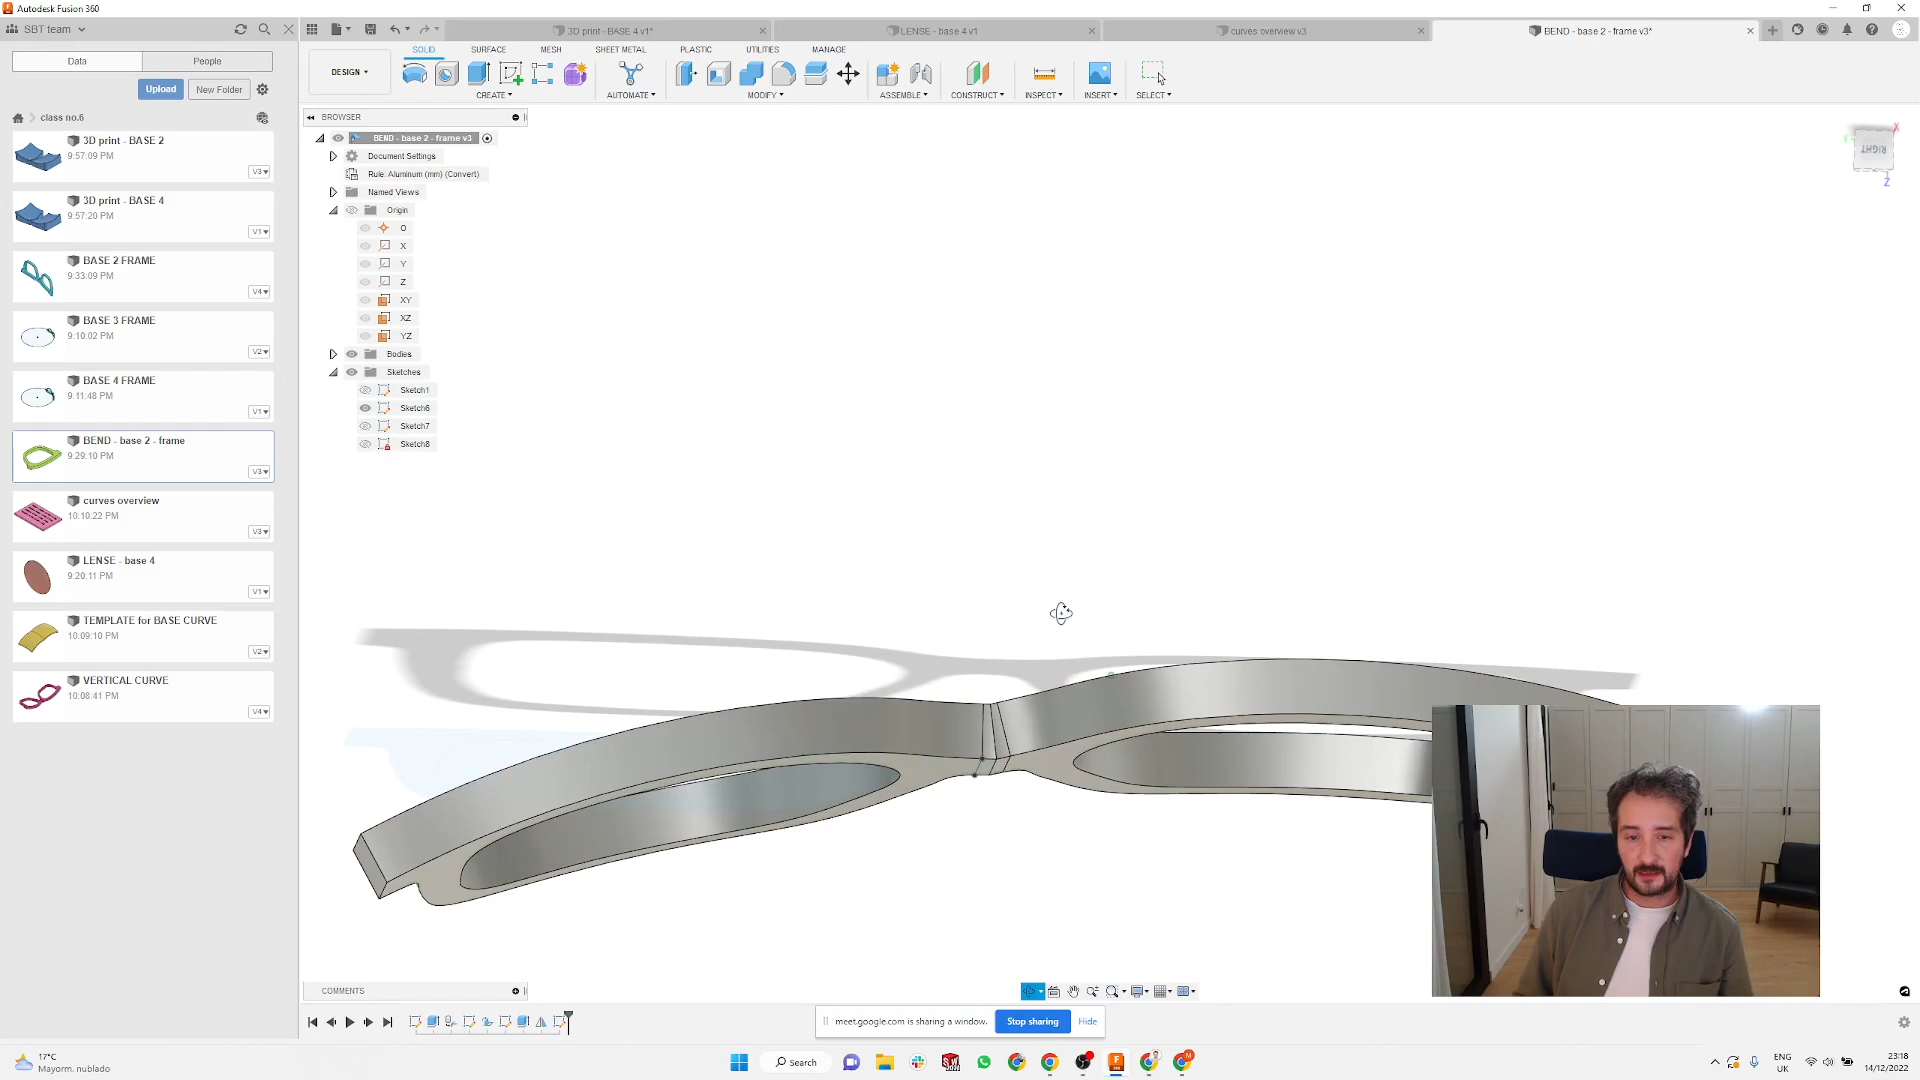 Autodesk Fusion 360
SBT team
3D print - BASE 4 v1*
LENSE - base 4 v1
curves overview v3
BEND - base 2 - frame v3*
Data
People
SOLID
SURFACE
MESH
SHEET METAL
PLASTIC
UTILITIES
MANAGE
DESIGN
Upload
New Folder
CREATE
AUTOMATE
MODIFY
ASSEMBLE
CONSTRUCT
INSPECT
INSERT
SELECT
class no.6
BROWSER
3D print - BASE 2
9:57:09 PM
V3
3D print - BASE 4
9:57:20 PM
V1
BASE 2 FRAME
9:33:09 PM
V4
BASE 3 FRAME
9:10:02 PM
V2
BASE 4 FRAME
9:11:48 PM
V1
BEND - base 2 - frame
9:29:10 PM
V3
curves overview
10:10:22 PM
V3
LENSE - base 4
9:20:11 PM
V1
TEMPLATE for BASE CURVE
10:09:10 PM
V2
VERTICAL CURVE
10:08:41 PM
V4
BEND - base 2 - frame v3
Document Settings
Rule: Aluminum (mm) (Convert)
Named Views
Origin
O
X
Y
Z
XY
XZ
YZ
Bodies
Sketches
Sketch1
Sketch6
Sketch7
Sketch8
X
RIGHT
Z
COMMENTS
meet.google.com is sharing a window.
Stop sharing
Hide
17°C
Mayorm. nublado
Search
ENG
UK
23:18
14/12/2022